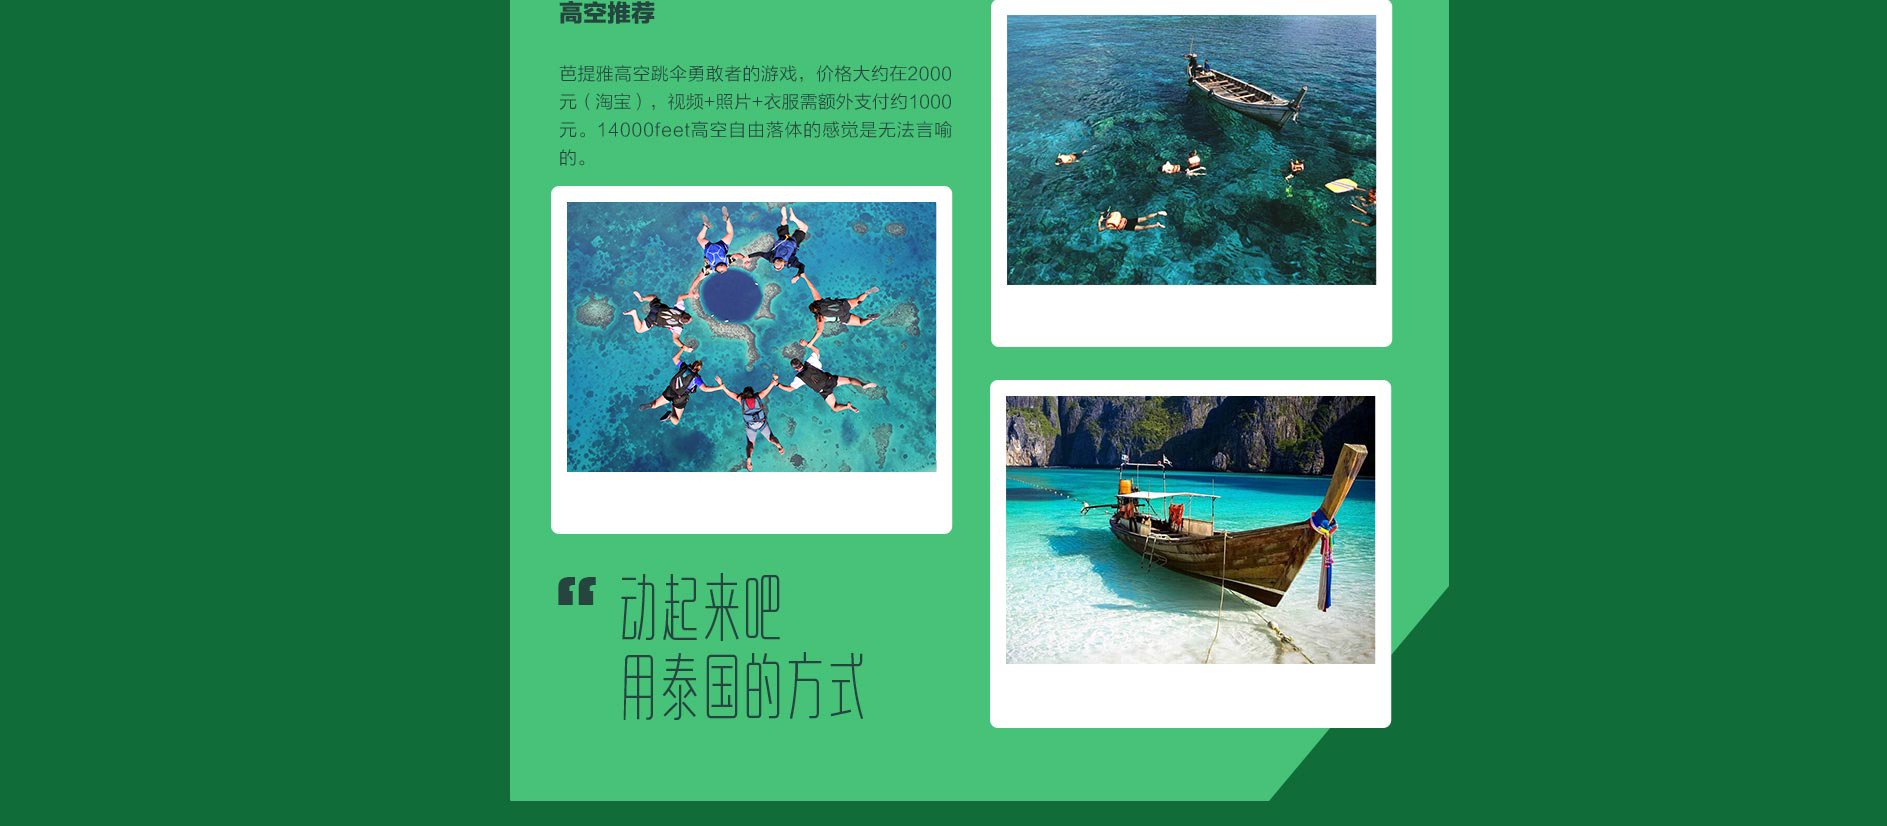 高空推荐
芭提雅高空跳伞勇敢者的游戏，价格大约在2000
元（淘宝），视频+照片+衣服需额外支付约1000
元。14000feet高空自由落体的感觉是无法言喻
的。
“ 动起来吧
用泰国的方式